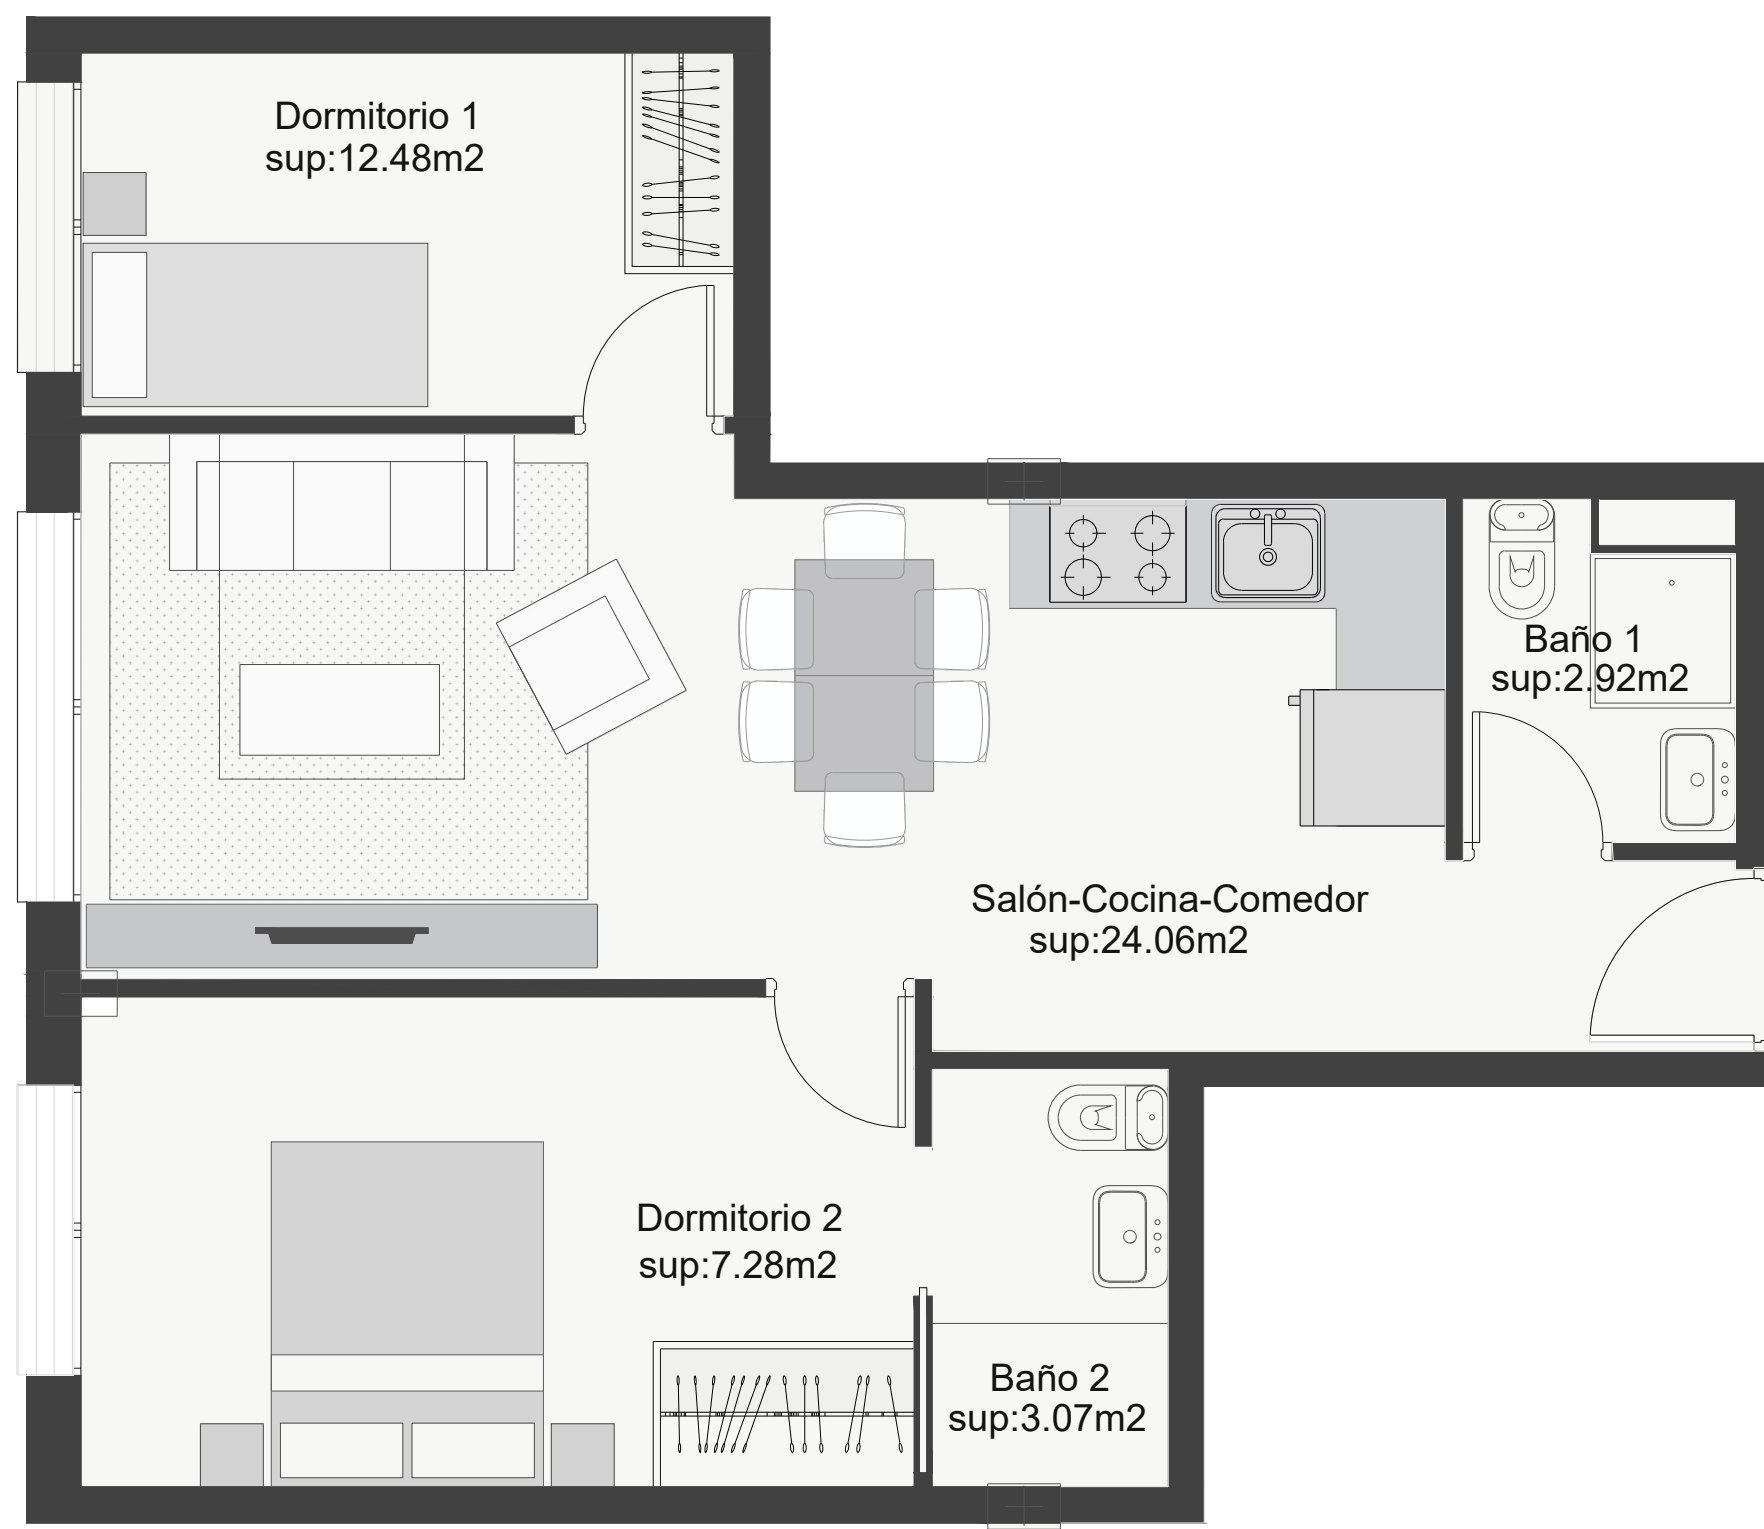 Dormitorio 1
sup:12.48m2
Baño 1
sup:2.92m2
Salón-Cocina-Comedor
sup:24.06m2
Dormitorio 2
sup:7.28m2
Baño 2
sup:3.07m2